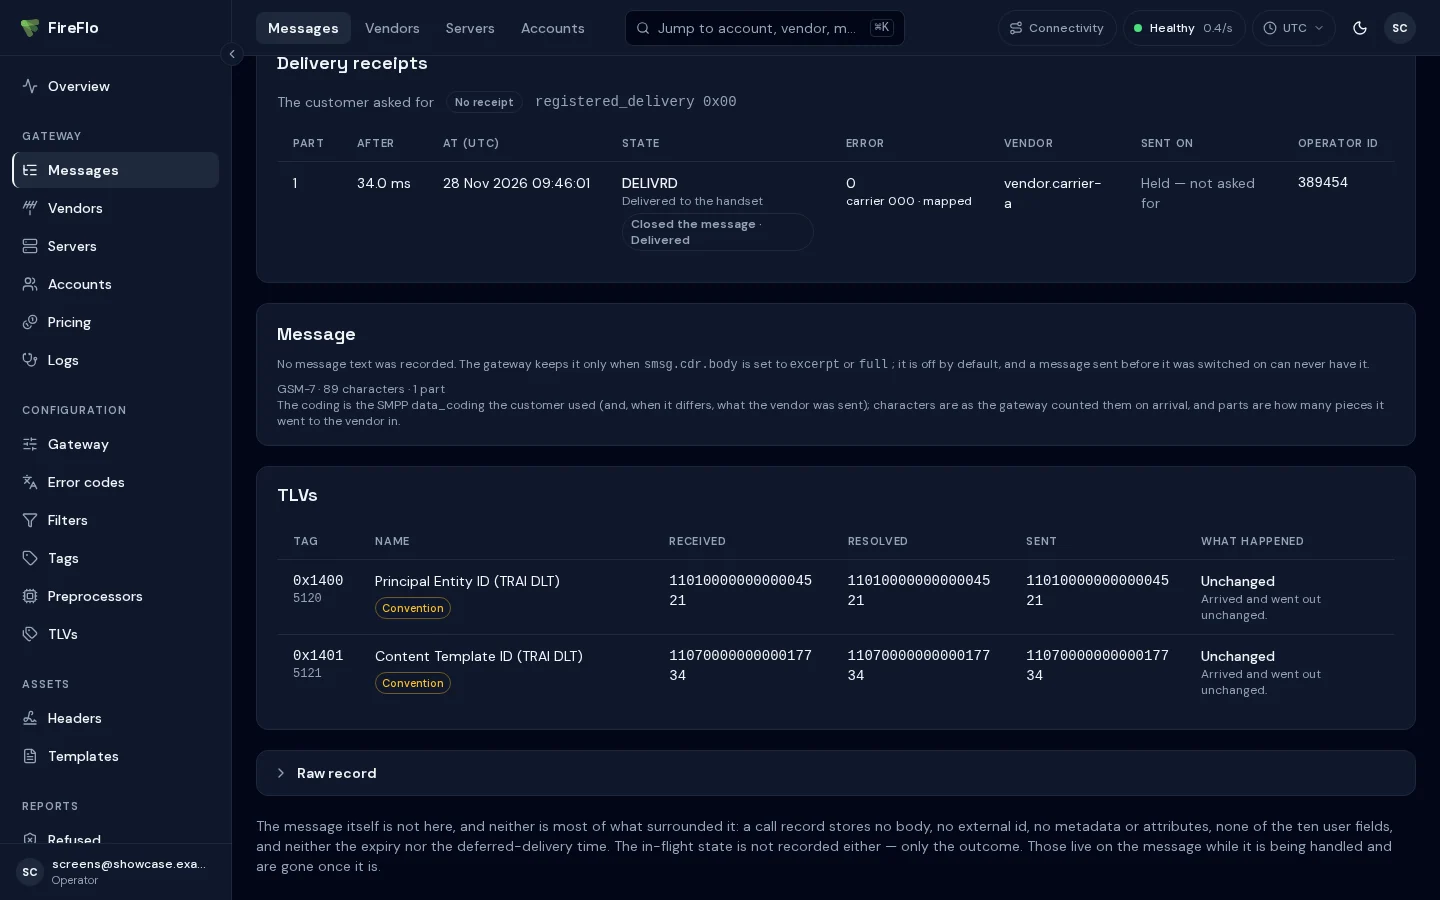 FireFlo
Messages Vendors Servers Accounts
Jump to account, vendor, m... ⌘K
Connectivity
Healthy 0.4/s
UTC
SC
Overview
GATEWAY
Messages
Vendors
Servers
Accounts
Pricing
Logs
CONFIGURATION
Gateway
Error codes
Filters
Tags
Preprocessors
TLVs
ASSETS
Headers
Templates
REPORTS
Refused
SC screens@showcase.exa...
Operator
Delivery receipts
The customer asked for No receipt registered_delivery 0x00
PART AFTER AT (UTC) STATE ERROR VENDOR SENT ON OPERATOR ID
1 34.0 ms 28 Nov 2026 09:46:01 DELIVRD 0 vendor.carrier- Held — not asked 389454
Delivered to the handset carrier 000 · mapped a for
Closed the message ·
Delivered
Message
No message text was recorded. The gateway keeps it only when smsg.cdr.body is set to excerpt or full ; it is off by default, and a message sent before it was switched on can never have it.
GSM-7 · 89 characters · 1 part
The coding is the SMPP data_coding the customer used (and, when it differs, what the vendor was sent); characters are as the gateway counted them on arrival, and parts are how many pieces it
went to the vendor in.
TLVs
TAG NAME RECEIVED RESOLVED SENT WHAT HAPPENED
0x1400 Principal Entity ID (TRAI DLT) 11010000000000045 11010000000000045 11010000000000045 Unchanged
5120 Convention 21 21 21 Arrived and went out
unchanged.
0x1401 Content Template ID (TRAI DLT) 11070000000000177 11070000000000177 11070000000000177 Unchanged
5121 Convention 34 34 34 Arrived and went out
unchanged.
Raw record
The message itself is not here, and neither is most of what surrounded it: a call record stores no body, no external id, no metadata or attributes, none of the ten user fields,
and neither the expiry nor the deferred-delivery time. The in-flight state is not recorded either — only the outcome. Those live on the message while it is being handled and
are gone once it is.